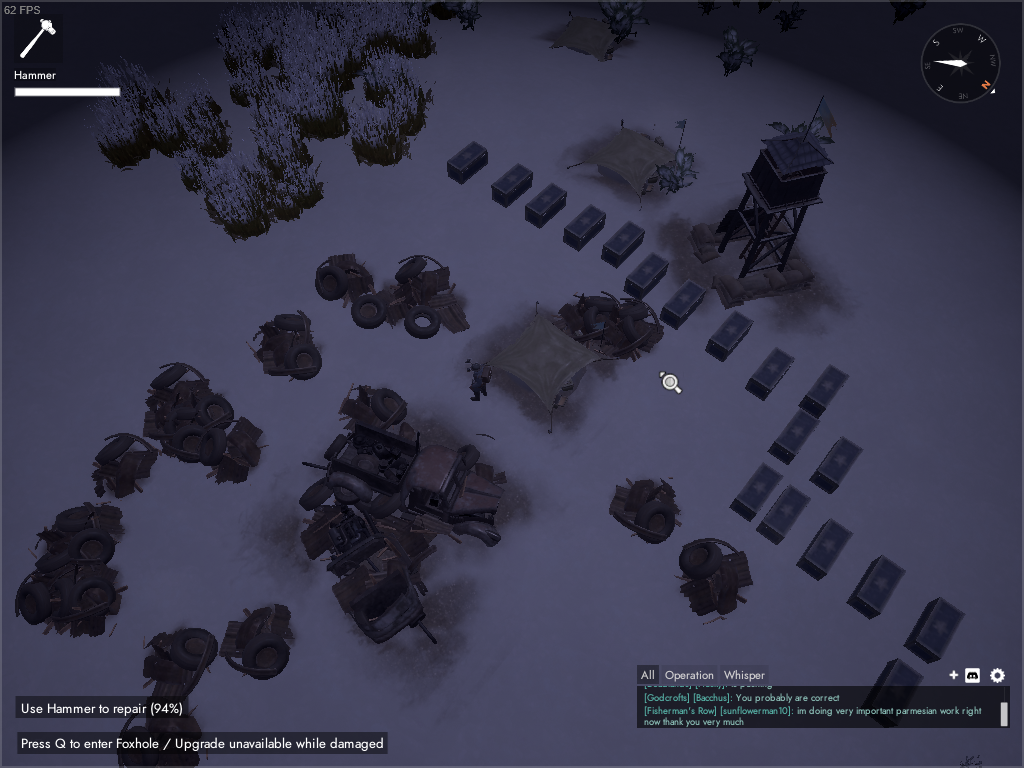 62 FPS
Hammer
SW
W
NW
N
NE
E
SE
S
Use Hammer to repair (94%)
Press Q to enter Foxhole / Upgrade unavailable while damaged
All Operation Whisper
[Godcrofts] [Bacchus]: You probably are correct
[Fisherman's Row] [sunflowerman10]: im doing very important parmesian work right
now thank you very much